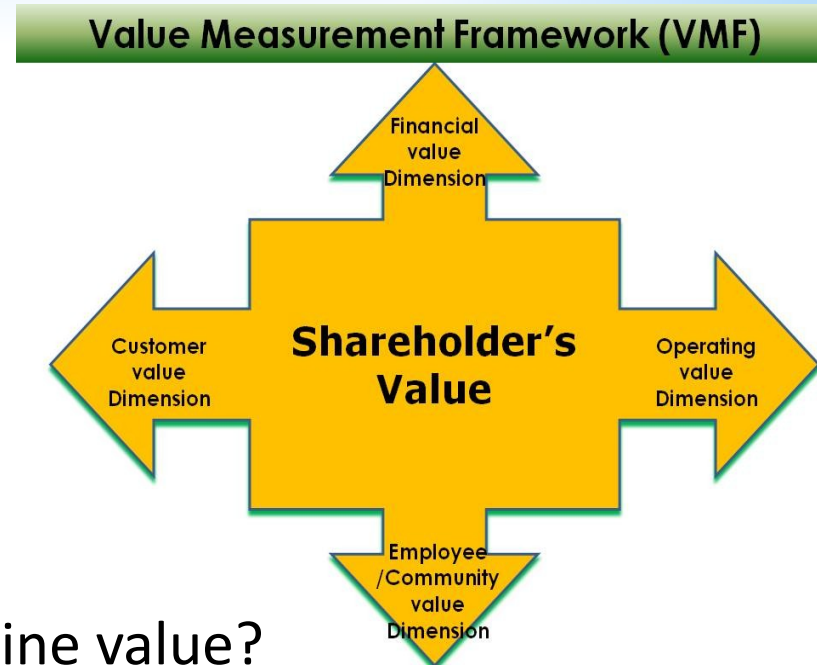 Value Measurement Framework (VMF)
Financial
value
Dimension
Customer
value
Dimension
Shareholder's
Value
Operating
value
Dimension
Employee
/Community
value
Dimension
ine value?